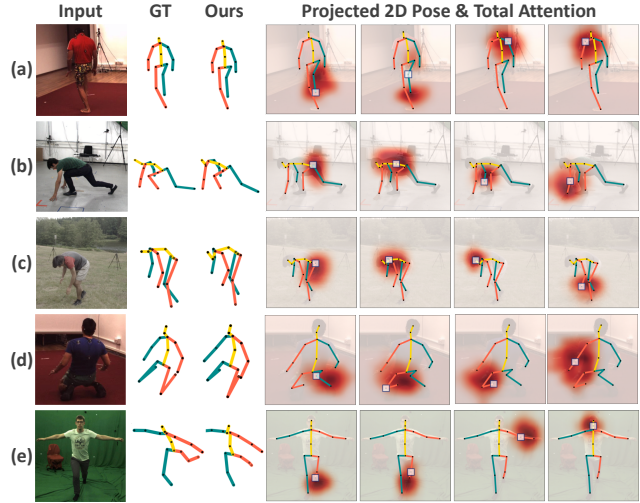 Input GT Ours Projected 2D Pose & Total Attention
(a)
(b)
(c)
(d)
(e)